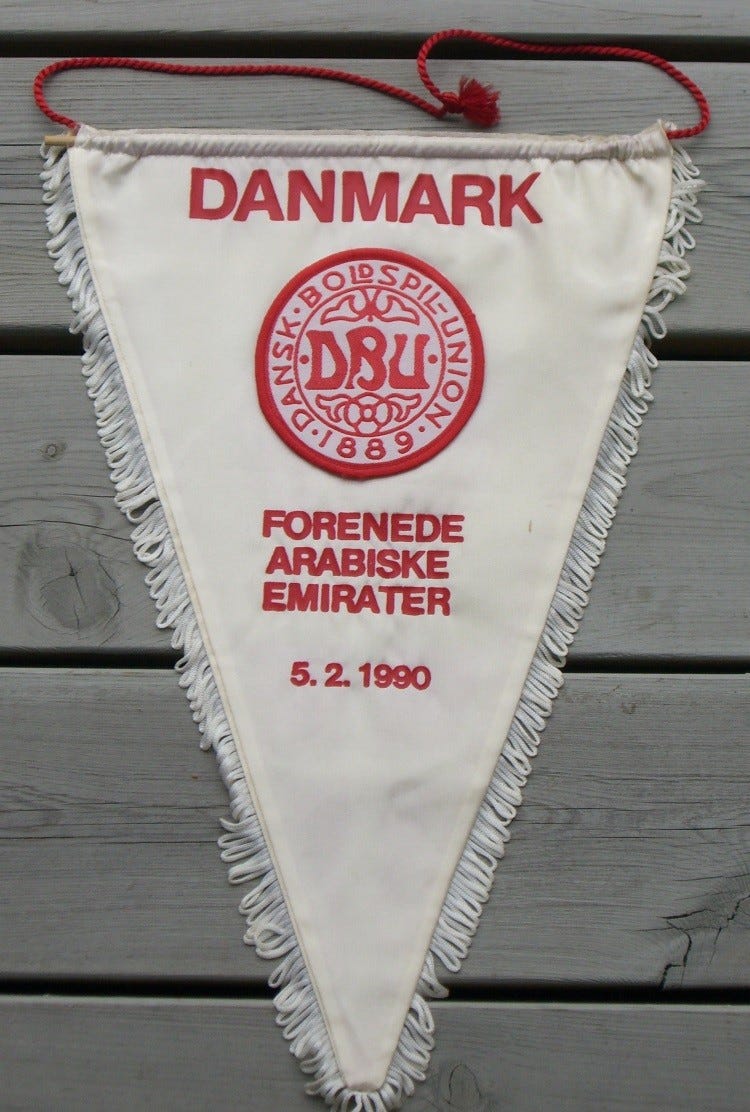 DANMARK
DANSK · BOLDSPIL-UNION
· DBU ·
· 1889 ·
FORENEDE
ARABISKE
EMIRATER
5. 2. 1990